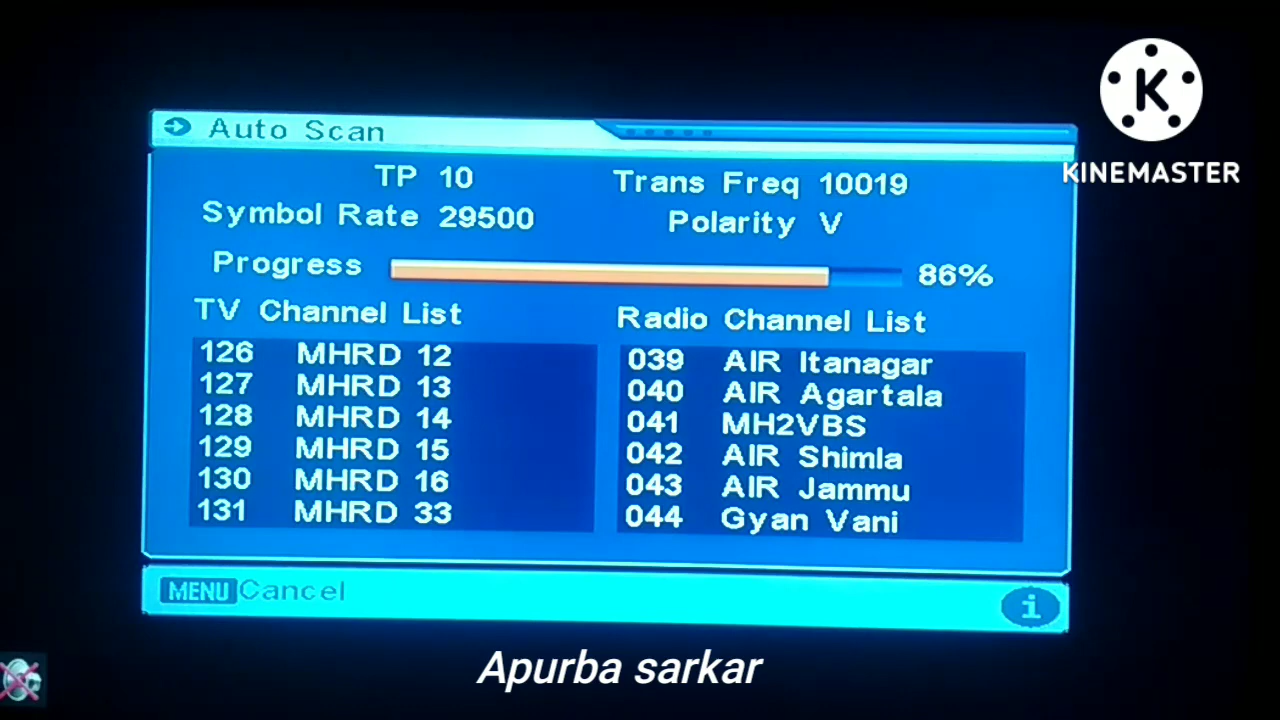 K
KINEMASTER
Auto Scan
TP 10 Trans Freq 10019
Symbol Rate 29500 Polarity V
Progress 86%
TV Channel List Radio Channel List
126 MHRD 12 039 AIR Itanagar
127 MHRD 13 040 AIR Agartala
128 MHRD 14 041 MH2VBS
129 MHRD 15 042 AIR Shimla
130 MHRD 16 043 AIR Jammu
131 MHRD 33 044 Gyan Vani
MENU Cancel i
Apurba sarkar